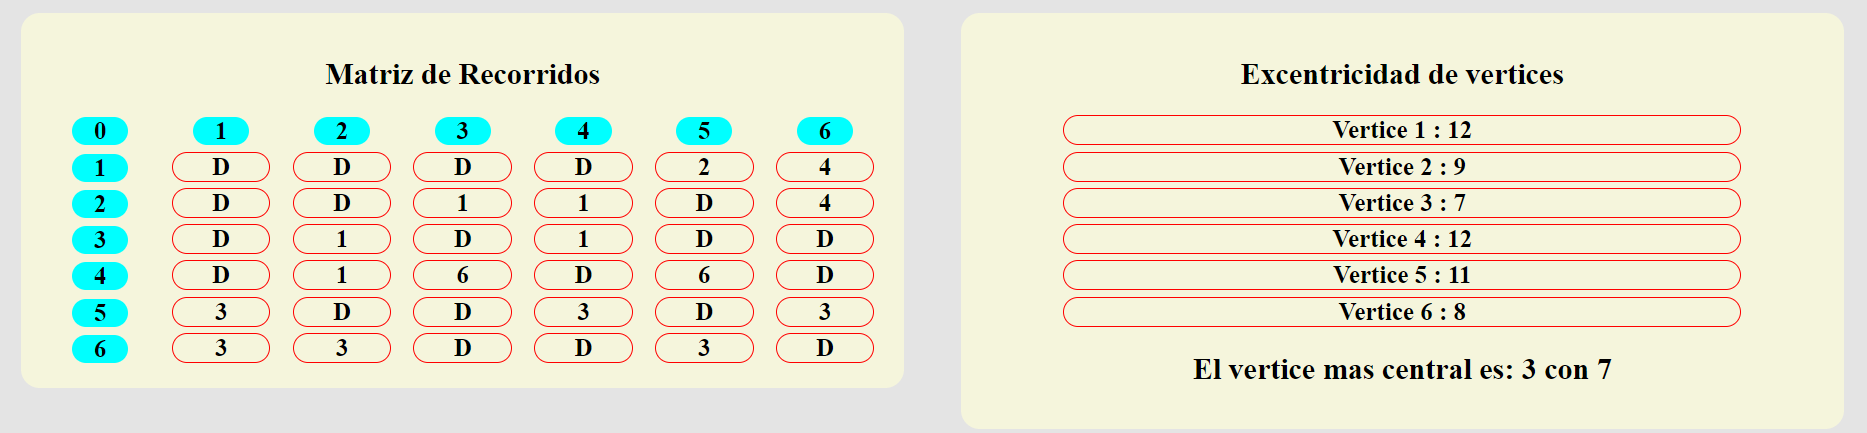 Matriz de Recorridos
0 1 2 3 4 5 6
1 D D D D 2 4
2 D D 1 1 D 4
3 D 1 D 1 D D
4 D 1 6 D 6 D
5 3 D D 3 D 3
6 3 3 D D 3 D
Excentricidad de vertices
Vertice 1 : 12
Vertice 2 : 9
Vertice 3 : 7
Vertice 4 : 12
Vertice 5 : 11
Vertice 6 : 8
El vertice mas central es: 3 con 7